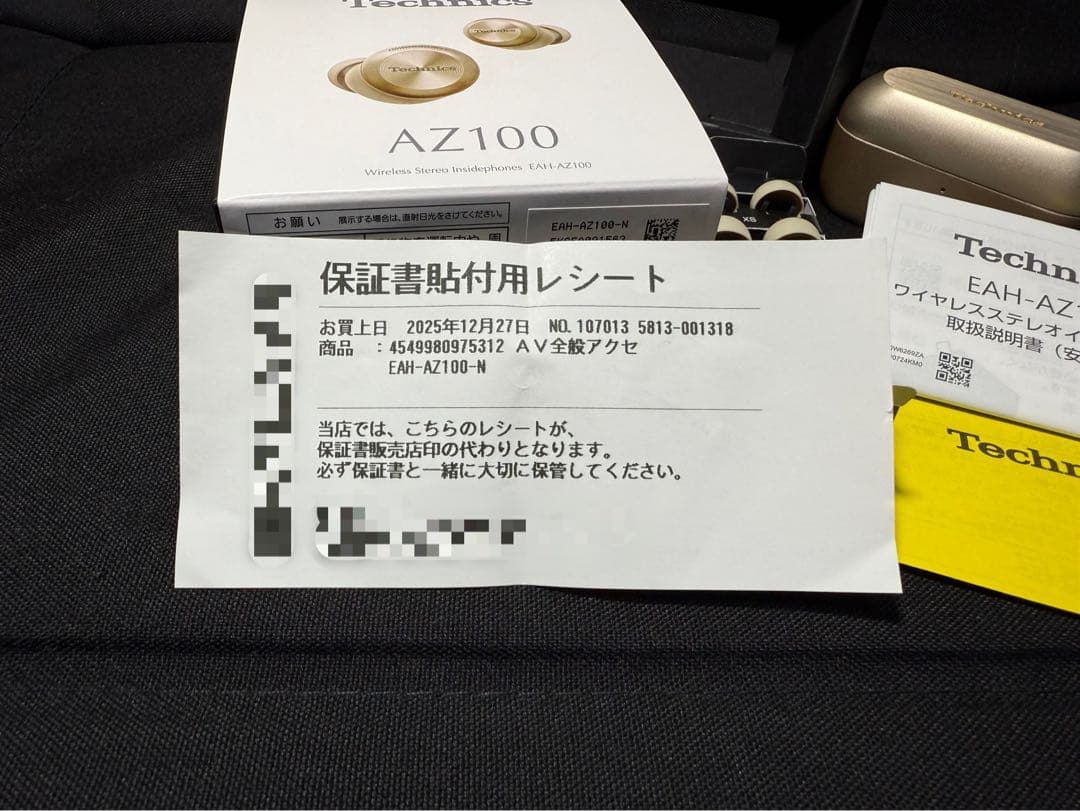 Technics
Technics
Technics
AZ100
Wireless Stereo Insidephones EAH-AZ100
お願い 展示する場合は、直射日光をさけてください。
EAH-AZ100-N
XS
Technics
保証書貼付用レシート
お買上日 2025年12月27日 NO.107013 5813-001318
商品 :4549980975312 AV全般アクセ
EAH-AZ100-N
当店では、こちらのレシートが、
保証書販売店印の代わりとなります。
必ず保証書と一緒に大切に保管してください。
Techn
EAH-AZ
ワイヤレスステレオイ
取扱説明書(安
Techn